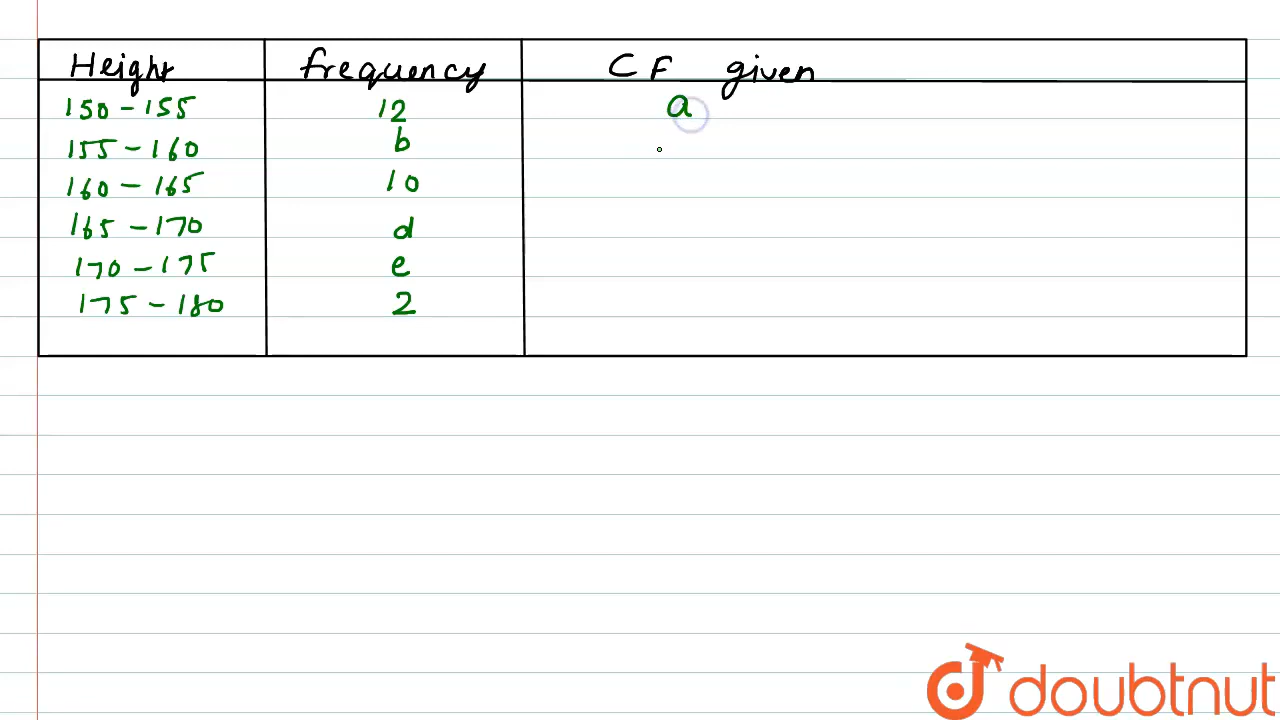 Height frequency CF given
150 - 155 12 a
155 - 160 b
160 - 165 10
165 - 170 d
170 - 175 e
175 - 180 2
doubtnut